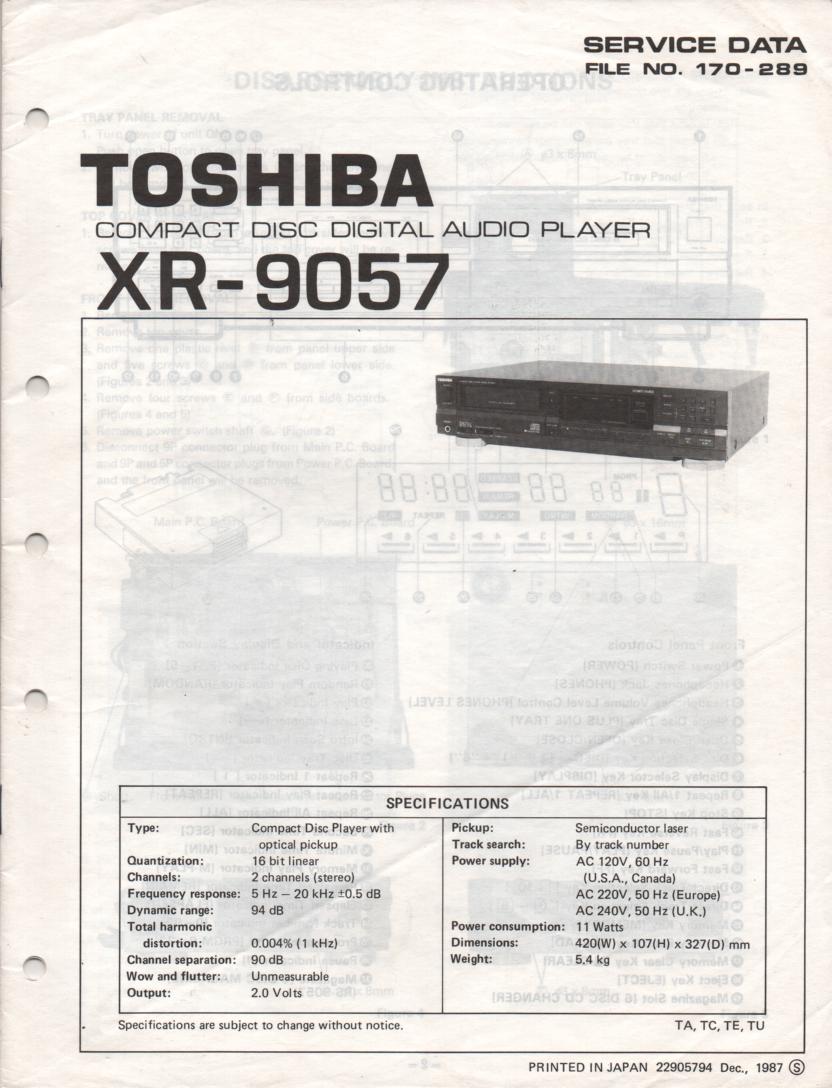 SERVICE DATA
FILE NO. 170-289
TOSHIBA
COMPACT DISC DIGITAL AUDIO PLAYER
XR-9057
SPECIFICATIONS
Type: Compact Disc Player with
optical pickup
Quantization: 16 bit linear
Channels: 2 channels (stereo)
Frequency response: 5 Hz — 20 kHz ±0.5 dB
Dynamic range: 94 dB
Total harmonic
distortion: 0.004% (1 kHz)
Channel separation: 90 dB
Wow and flutter: Unmeasurable
Output: 2.0 Volts
Pickup: Semiconductor laser
Track search: By track number
Power supply: AC 120V, 60 Hz
(U.S.A., Canada)
AC 220V, 50 Hz (Europe)
AC 240V, 50 Hz (U.K.)
Power consumption: 11 Watts
Dimensions: 420(W) x 107(H) x 327(D) mm
Weight: 5.4 kg
Specifications are subject to change without notice.
TA, TC, TE, TU
PRINTED IN JAPAN 22905794 Dec., 1987 Ⓢ